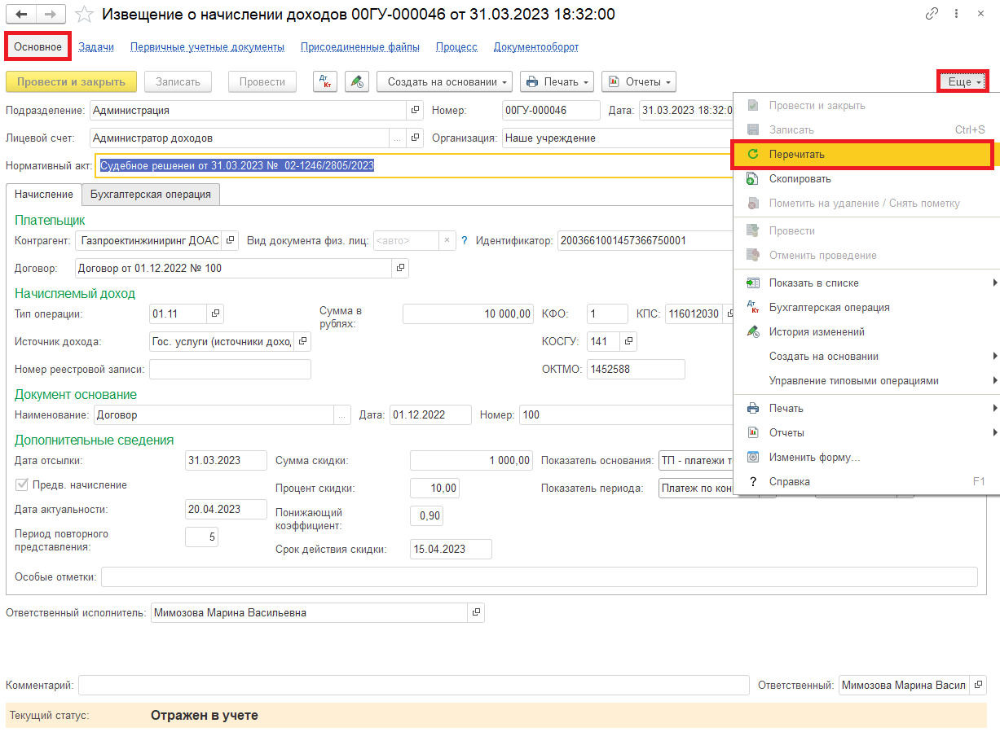 Извещение о начислении доходов 00ГУ-000046 от 31.03.2023 18:32:00
Основное Задачи Первичные учетные документы Присоединенные файлы Процесс Документооборот
Провести и закрыть Записать Провести Дт Кт Создать на основании Печать Отчеты Еще
Подразделение: Администрация Номер: 00ГУ-000046 Дата: 31.03.2023 18:32:0
Лицевой счет: Администратор доходов ... Организация: Наше учреждение
Нормативный акт: Судебное решенеи от 31.03.2023 № 02-1246/2805/2023
Начисление Бухгалтерская операция
Плательщик
Контрагент: Газпроектинжиниринг ДОАС Вид документа физ. лиц: <авто> × ? Идентификатор: 2003661001457366750001
Договор: Договор от 01.12.2022 № 100
Начисляемый доход
Тип операции: 01.11 Сумма в рублях: 10 000,00 КФО: 1 КПС: 116012030
Источник дохода: Гос. услуги (источники дохо, КОСГУ: 141
Номер реестровой записи: ОКТМО: 1452588
Документ основание
Наименование: Договор ... Дата: 01.12.2022 Номер: 100
Дополнительные сведения
Дата отсылки: 31.03.2023 Сумма скидки: 1 000,00 Показатель основания: ТП - платежи т
Предв. начисление Процент скидки: 10,00 Показатель периода: Платеж по кон
Дата актуальности: 20.04.2023 Понижающий коэффициент: 0,90
Период повторного представления: 5 Срок действия скидки: 15.04.2023
Особые отметки:
Ответственный исполнитель: Мимозова Марина Васильевна
Комментарий: Ответственный: Мимозова Марина Васил
Текущий статус: Отражен в учете
Провести и закрыть
Записать Ctrl+S
Перечитать
Скопировать
Пометить на удаление / Снять пометку
Провести
Отменить проведение
Показать в списке
Дт Кт Бухгалтерская операция
История изменений
Создать на основании
Управление типовыми операциями
Печать
Отчеты
Изменить форму...
? Справка F1